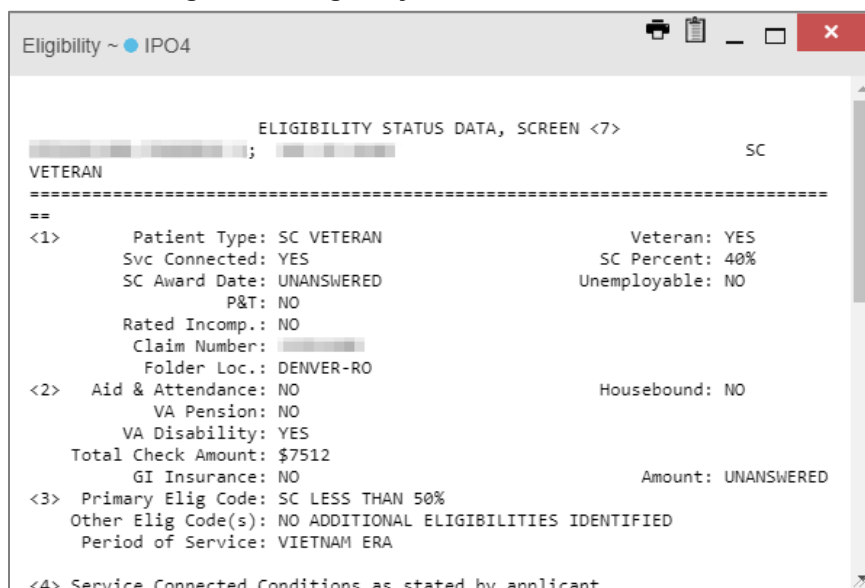 Eligibility ~ IPO4
ELIGIBILITY STATUS DATA, SCREEN <7>
; SC
VETERAN
==============================================================================
==
<1> Patient Type: SC VETERAN Veteran: YES
Svc Connected: YES SC Percent: 40%
SC Award Date: UNANSWERED Unemployable: NO
P&T: NO
Rated Incomp.: NO
Claim Number:
Folder Loc.: DENVER-RO
<2> Aid & Attendance: NO Housebound: NO
VA Pension: NO
VA Disability: YES
Total Check Amount: $7512
GI Insurance: NO Amount: UNANSWERED
<3> Primary Elig Code: SC LESS THAN 50%
Other Elig Code(s): NO ADDITIONAL ELIGIBILITIES IDENTIFIED
Period of Service: VIETNAM ERA
<4> Service Connected Conditions as stated by applicant